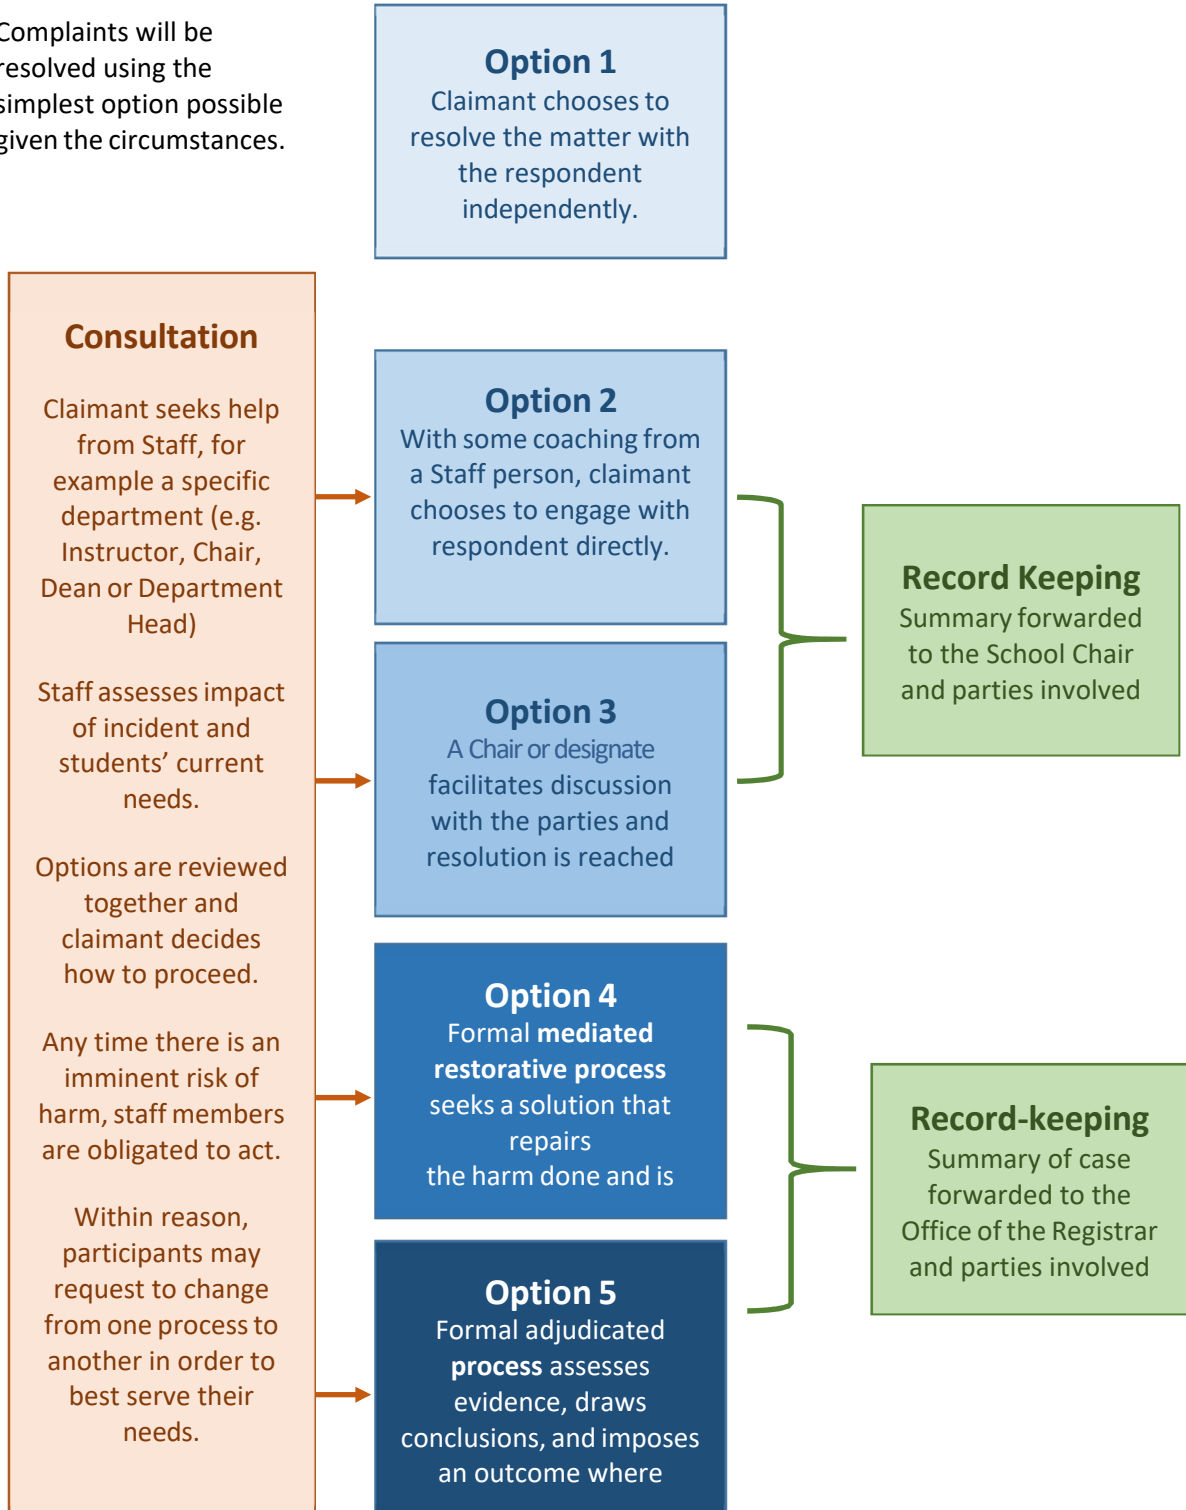 Complaints will be
resolved using the
simplest option possible
given the circumstances.
Option 1
Claimant chooses to
resolve the matter with
the respondent
independently.
Consultation
Claimant seeks help
from Staff, for
example a specific
department (e.g.
Instructor, Chair,
Dean or Department
Head)
Staff assesses impact
of incident and
students’ current
needs.
Options are reviewed
together and
claimant decides
how to proceed.
Any time there is an
imminent risk of
harm, staff members
are obligated to act.
Within reason,
participants may
request to change
from one process to
another in order to
best serve their
needs.
Option 2
With some coaching from
a Staff person, claimant
chooses to engage with
respondent directly.
Option 3
A Chair or designate
facilitates discussion
with the parties and
resolution is reached
Record Keeping
Summary forwarded
to the School Chair
and parties involved
Option 4
Formal mediated
restorative process
seeks a solution that
repairs
the harm done and is
Option 5
Formal adjudicated
process assesses
evidence, draws
conclusions, and imposes
an outcome where
Record-keeping
Summary of case
forwarded to the
Office of the Registrar
and parties involved